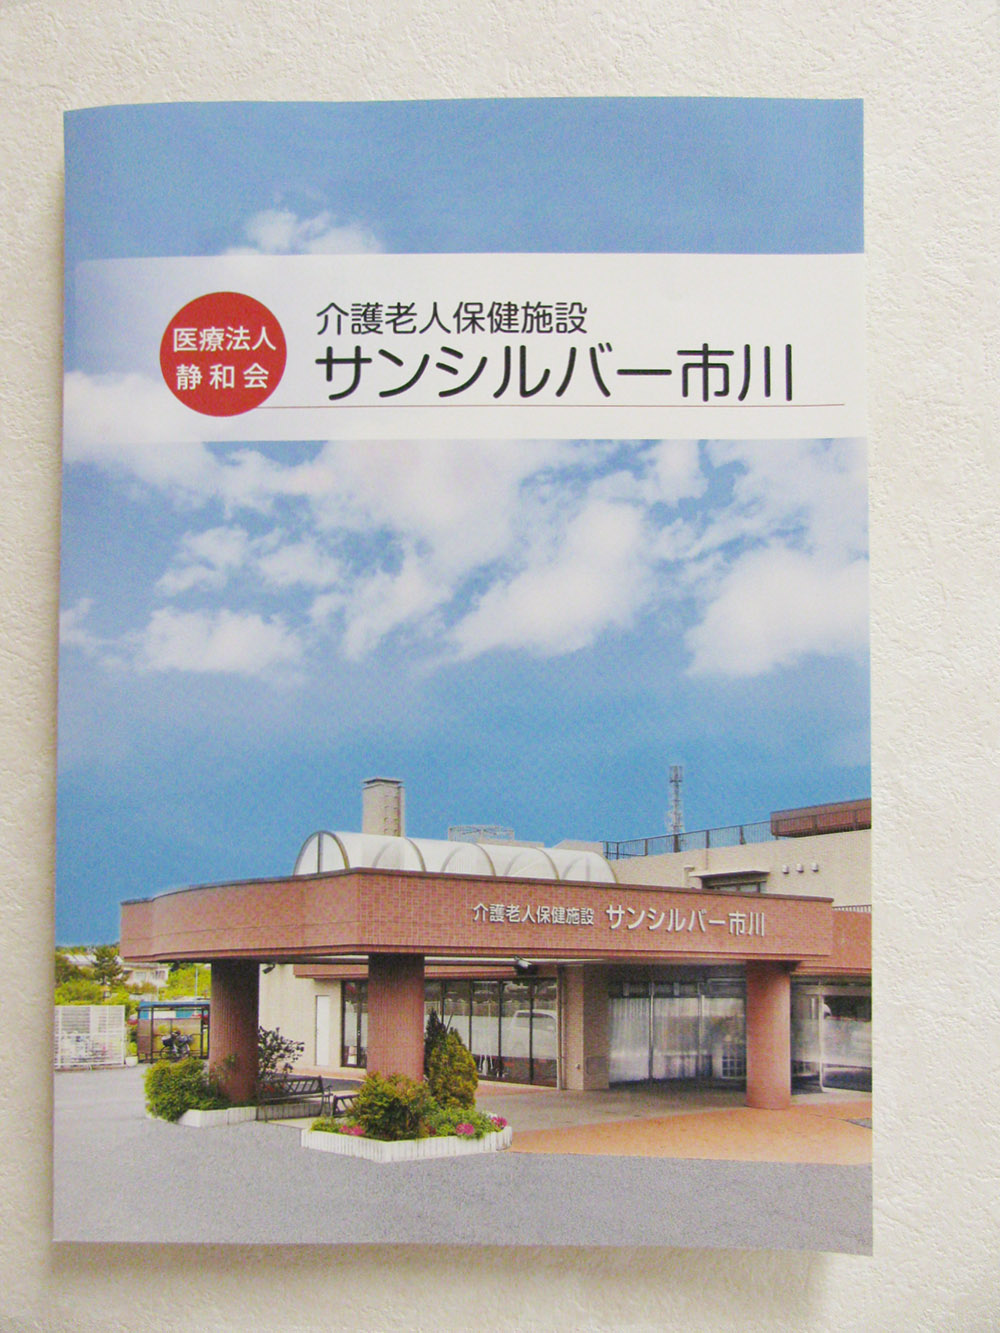 医療法人
静和会
介護老人保健施設
サンシルバー市川
介護老人保健施設 サンシルバー市川